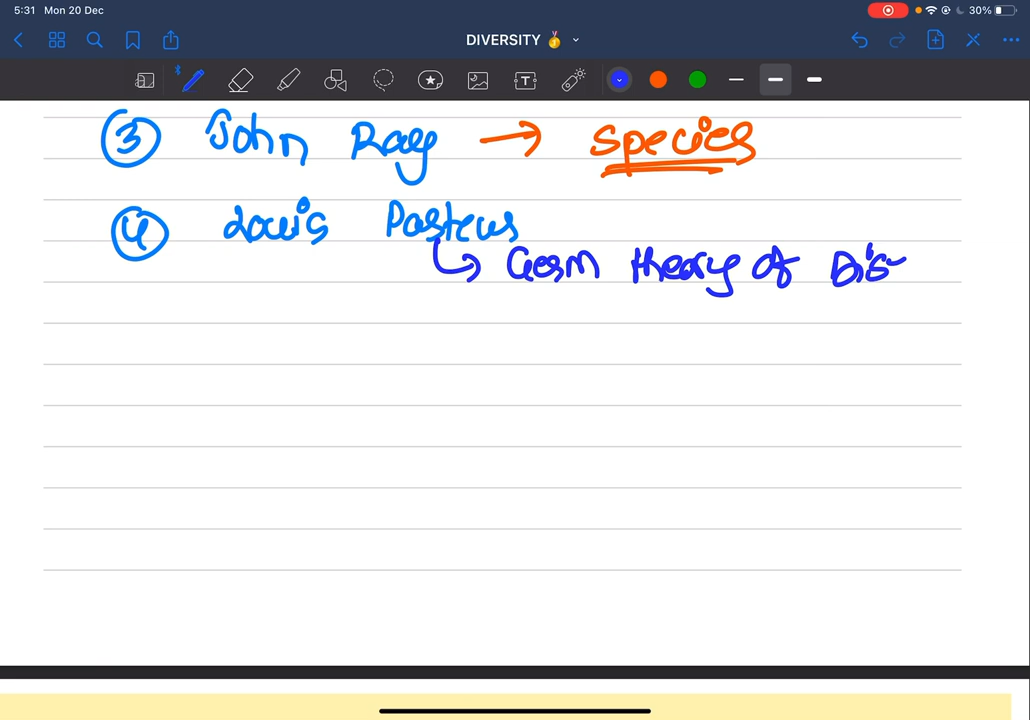 5:31 Mon 20 Dec 30%
DIVERSITY
3 John Ray → Species
4 Louis Pasteur
Germ theory of Dis